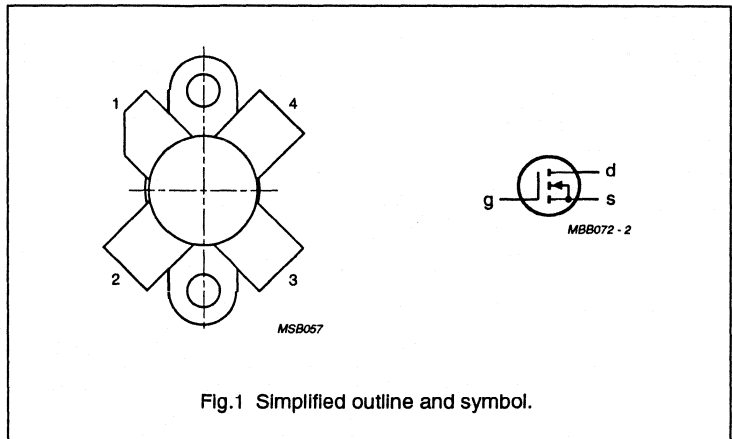 1
4
g
d
s
MBB072 - 2
2
3
MSB057
Fig.1 Simplified outline and symbol.